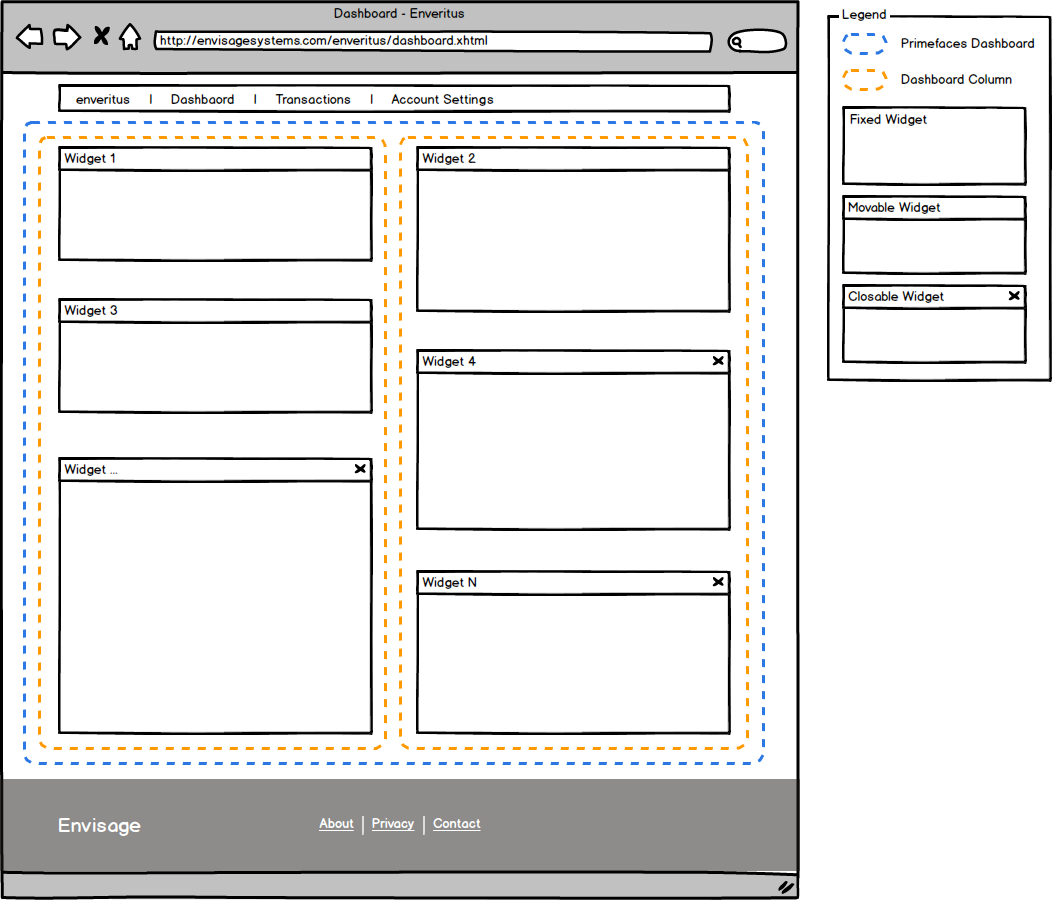 Dashboard - Enveritus
http://envisagesystems.com/enveritus/dashboard.xhtml
enveritus | Dashbaord | Transactions | Account Settings
Widget 1
Widget 3
Widget ...
Widget 2
Widget 4
Widget N
Envisage
About | Privacy | Contact
Legend
Primefaces Dashboard
Dashboard Column
Fixed Widget
Movable Widget
Closable Widget